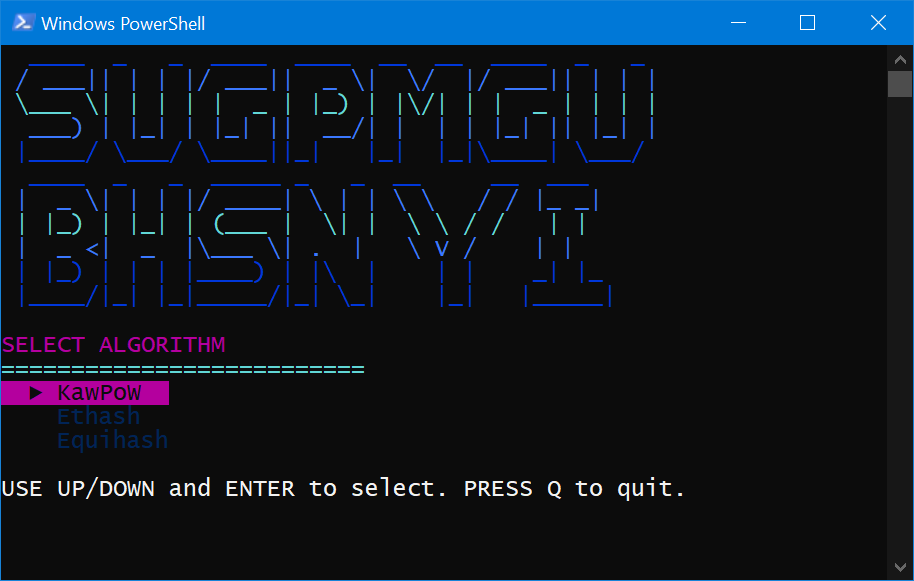 Windows PowerShell
SUGPMGU
BHSNYI
SELECT ALGORITHM
==========================
► KawPoW
Ethash
Equihash
USE UP/DOWN and ENTER to select. PRESS Q to quit.